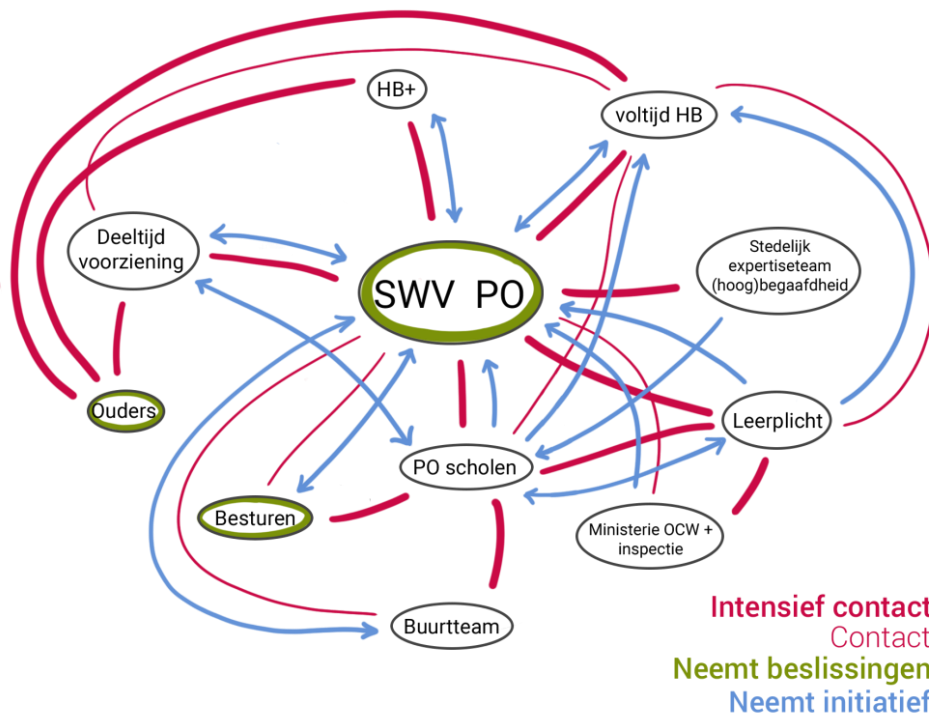 HB+
voltijd HB
Deeltijd
voorziening
Stedelijk
expertiseteam
(hoog)begaafdheid
SWV PO
Ouders
Leerplicht
PO scholen
Besturen
Ministerie OCW +
inspectie
Buurtteam
Intensief contact
Contact
Neemt beslissingen
Neemt initiatief